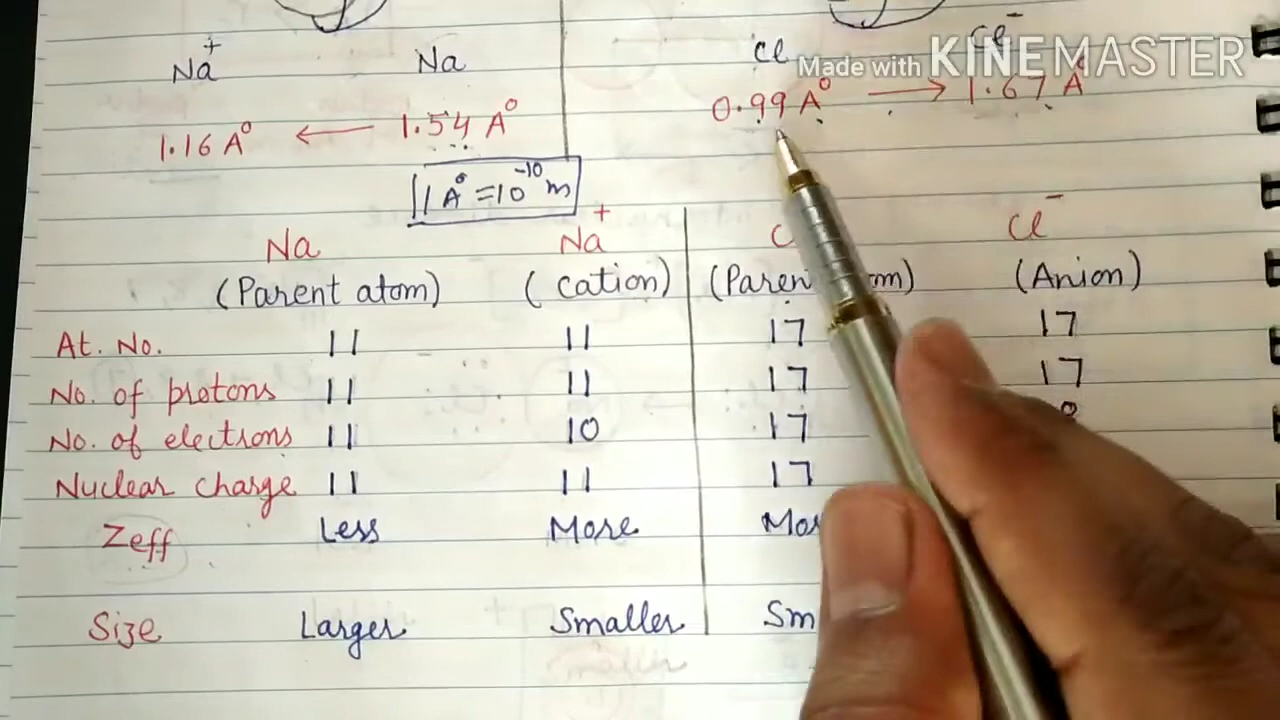 Na+ Na Cl Cl-
Made with KINEMASTER
1.16 A° ← 1.54 A° 0.99 A° → 1.67 A°
1 A° = 10-10 m
Na Na+ Cl-
(Parent atom) (cation) (Anion)
At. No. 11 11 17 17
No. of protons 11 11 17 17
No. of electrons 11 10 17
Nuclear charge 11 11 17
Zeff Less More
Size Larger Smaller